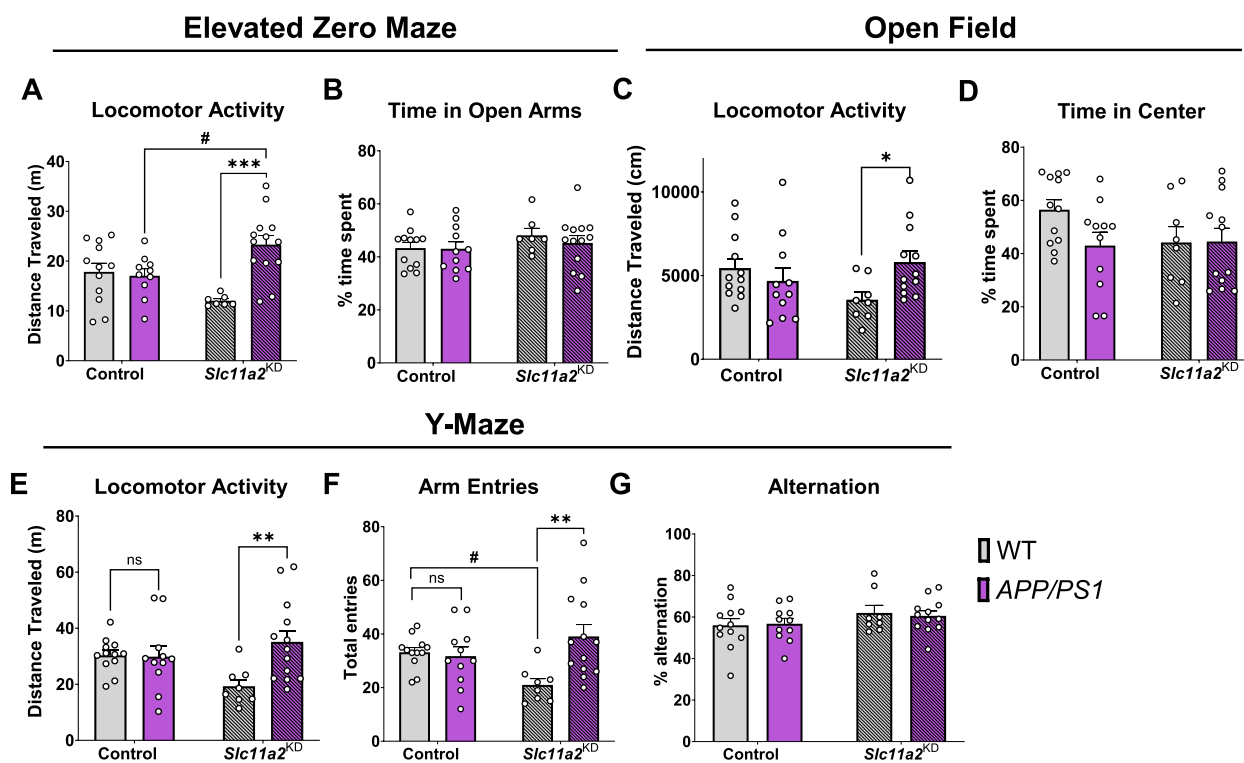 Elevated Zero Maze
Open Field
A
Locomotor Activity
Distance Traveled (m)
40
30
20
10
0
#
***
Control
Slc11a2KD
B
Time in Open Arms
% time spent
80
60
40
20
0
Control
Slc11a2KD
C
Locomotor Activity
Distance Traveled (cm)
10000
5000
0
*
Control
Slc11a2KD
D
Time in Center
% time spent
80
60
40
20
0
Control
Slc11a2KD
Y-Maze
E
Locomotor Activity
Distance Traveled (m)
80
60
40
20
0
ns
**
Control
Slc11a2KD
F
Arm Entries
Total entries
80
60
40
20
0
#
ns
**
Control
Slc11a2KD
G
Alternation
% alternation
100
80
60
40
20
0
Control
Slc11a2KD
WT
APP/PS1